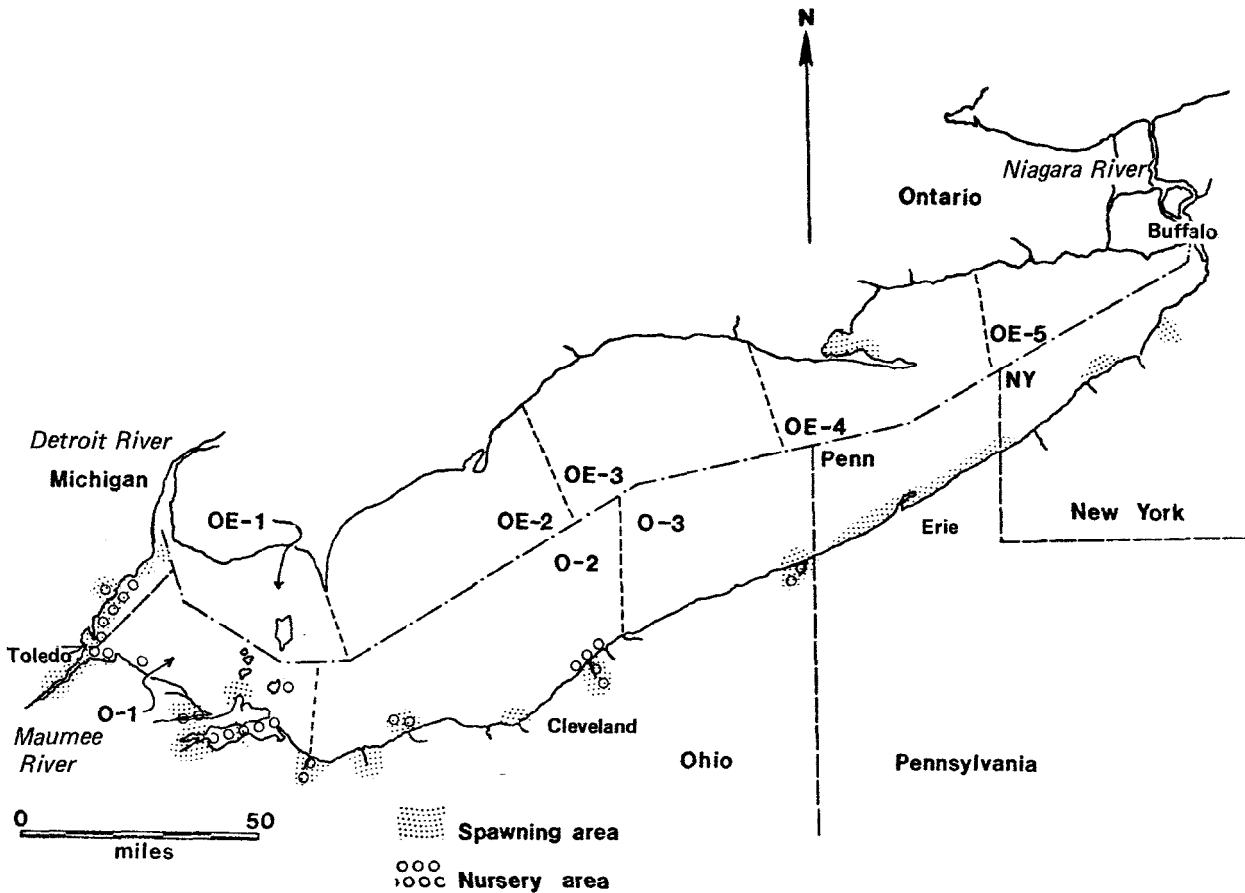 N
Niagara River
Ontario
Buffalo
OE-5
NY
Detroit River
Michigan
OE-4
Penn
OE-3
OE-1
OE-2
O-3
New York
Erie
O-2
Toledo
O-1
Cleveland
Maumee
River
Ohio
Pennsylvania
0 50
miles
Spawning area
Nursery area